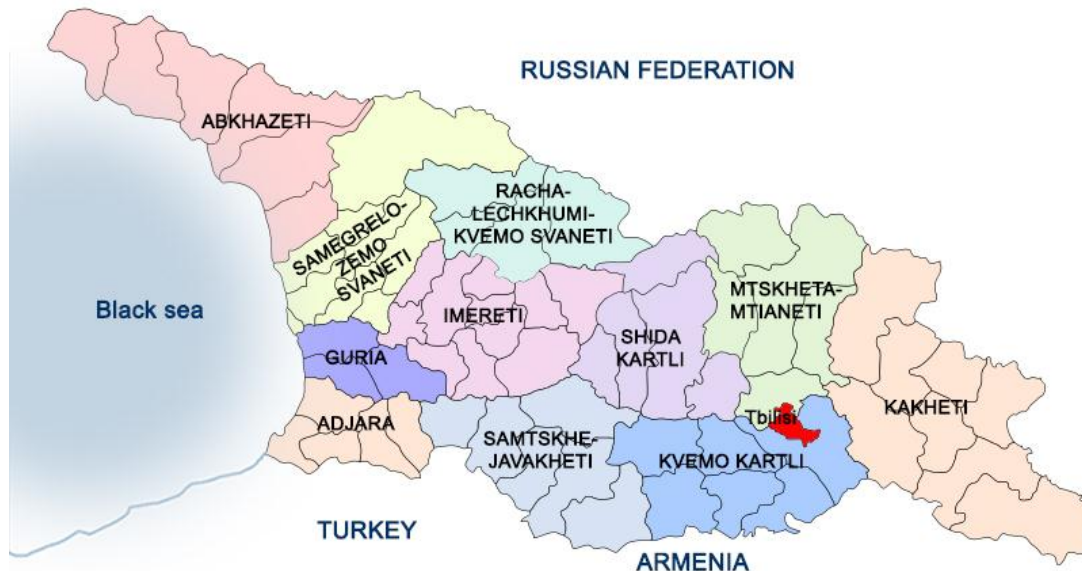 RUSSIAN FEDERATION
ABKHAZETI
RACHA-
LECHKHUMI-
KVEMO SVANETI
SAMEGRELO-
ZEMO
SVANETI
MTSKHETA-
MTIANETI
Black sea
IMERETI
SHIDA
KARTLI
GURIA
KAKHETI
Tbilisi
ADJARA
SAMTSKHE-
JAVAKHETI
KVEMO KARTLI
TURKEY
ARMENIA